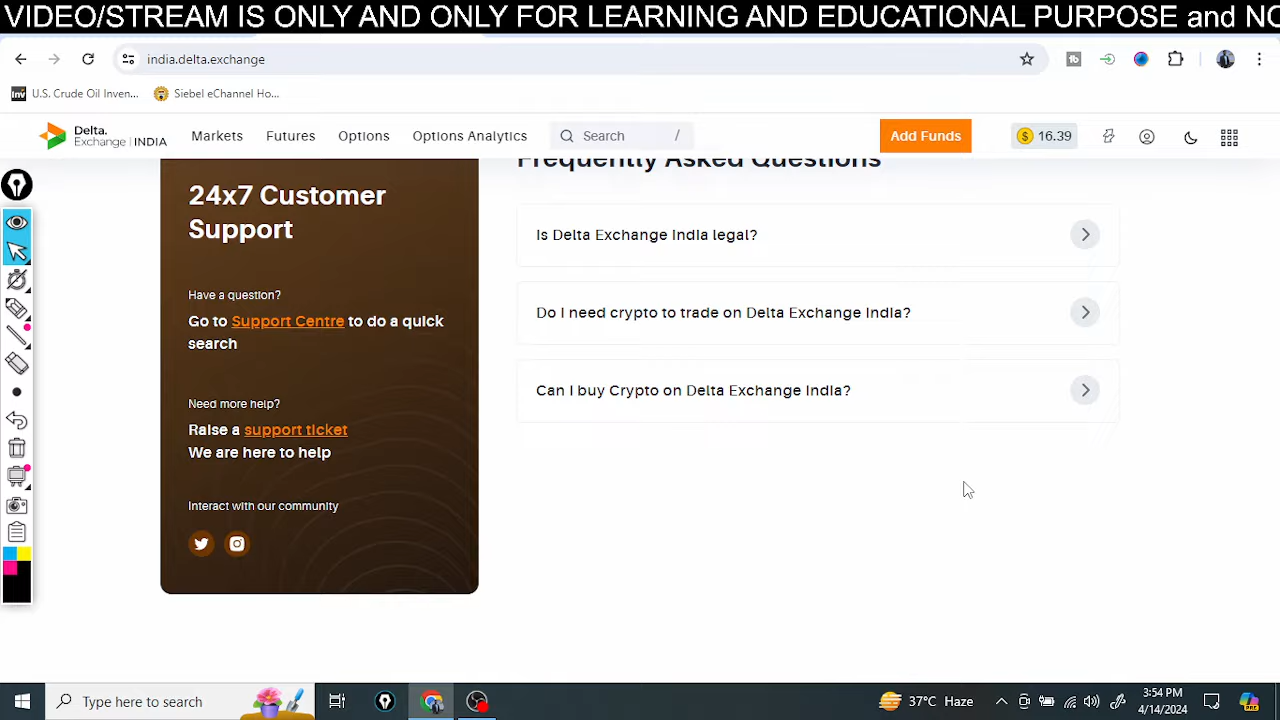 VIDEO/STREAM IS ONLY AND ONLY FOR LEARNING AND EDUCATIONAL PURPOSE and NO
india.delta.exchange
U.S. Crude Oil Inven...
Siebel eChannel Ho...
Delta.
Exchange | INDIA
Markets
Futures
Options
Options Analytics
Search /
Add Funds
$ 16.39
24x7 Customer
Support
Have a question?
Go to Support Centre to do a quick
search
Need more help?
Raise a support ticket
We are here to help
Interact with our community
Frequently Asked Questions
Is Delta Exchange India legal?
Do I need crypto to trade on Delta Exchange India?
Can I buy Crypto on Delta Exchange India?
Type here to search
37°C Haze
3:54 PM
4/14/2024